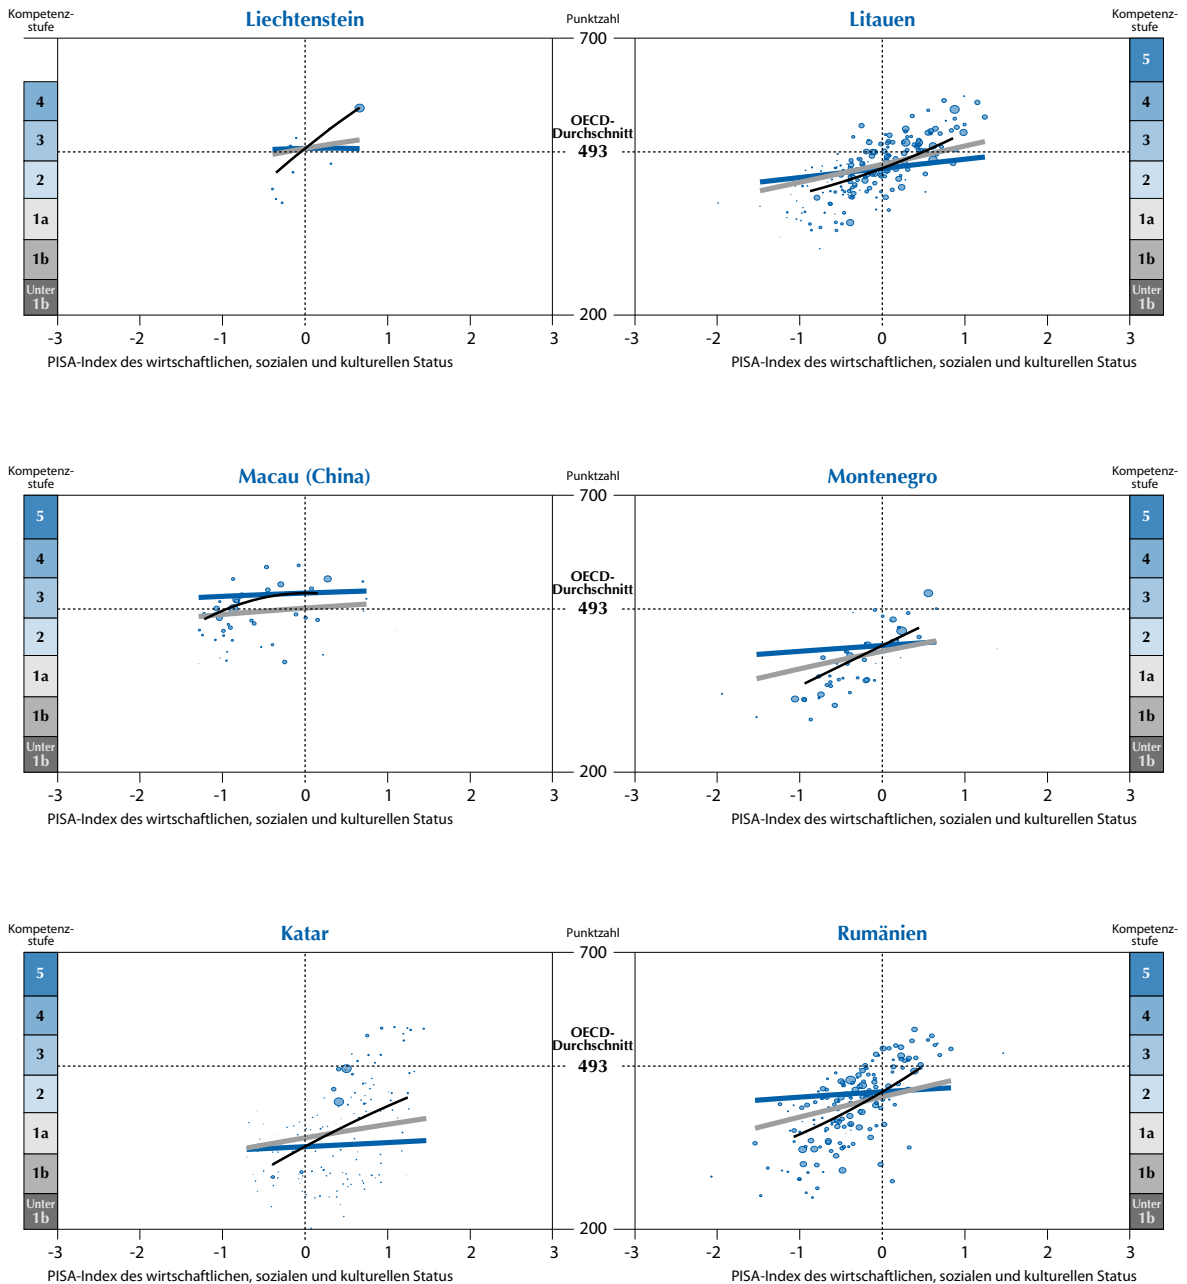 Kompetenz-
stufe
Liechtenstein
Punktzahl
Litauen
Kompetenz-
stufe
700
5
4
4
OECD-
Durchschnitt
493
3
3
2
2
1a
1a
1b
1b
Unter
1b
Unter
1b
200
-3 -2 -1 0 1 2 3
-3 -2 -1 0 1 2 3
PISA-Index des wirtschaftlichen, sozialen und kulturellen Status
PISA-Index des wirtschaftlichen, sozialen und kulturellen Status
Kompetenz-
stufe
Macau (China)
Punktzahl
Montenegro
Kompetenz-
stufe
700
5
5
4
4
OECD-
Durchschnitt
493
3
3
2
2
1a
1a
1b
1b
Unter
1b
Unter
1b
200
-3 -2 -1 0 1 2 3
-3 -2 -1 0 1 2 3
PISA-Index des wirtschaftlichen, sozialen und kulturellen Status
PISA-Index des wirtschaftlichen, sozialen und kulturellen Status
Kompetenz-
stufe
Katar
Punktzahl
Rumänien
Kompetenz-
stufe
700
5
5
4
4
OECD-
Durchschnitt
493
3
3
2
2
1a
1a
1b
1b
Unter
1b
Unter
1b
200
-3 -2 -1 0 1 2 3
-3 -2 -1 0 1 2 3
PISA-Index des wirtschaftlichen, sozialen und kulturellen Status
PISA-Index des wirtschaftlichen, sozialen und kulturellen Status